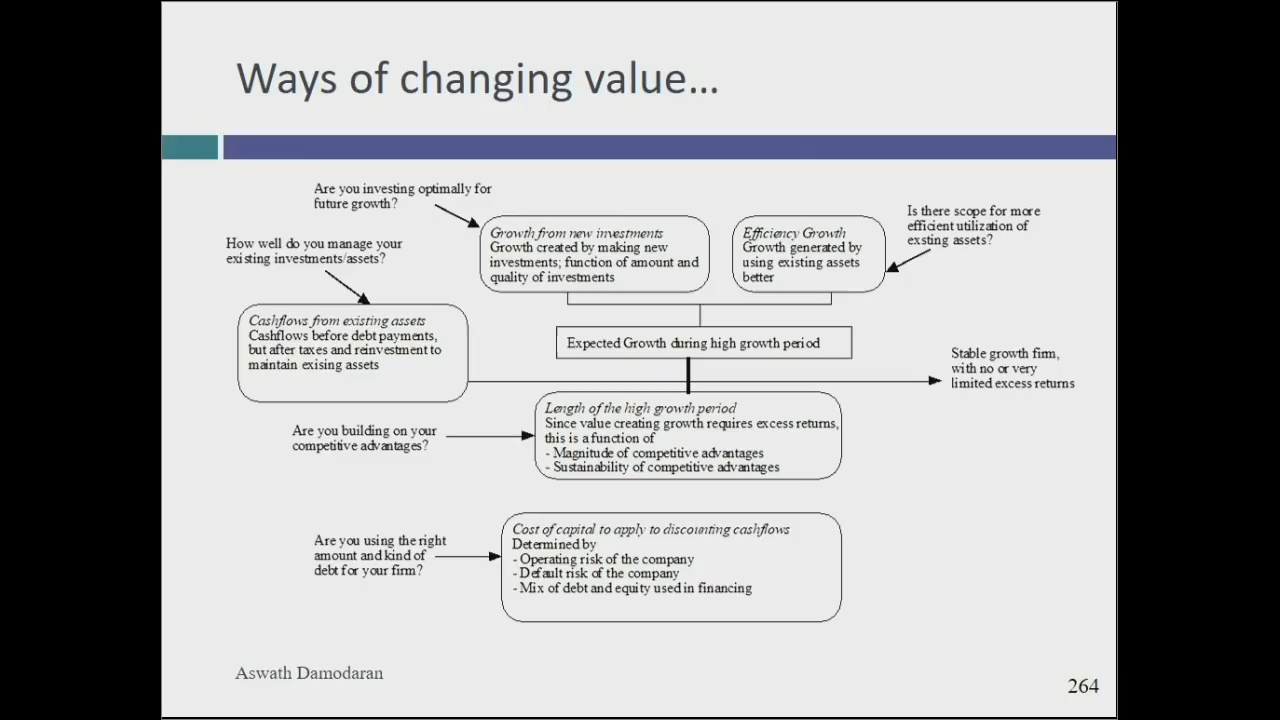 Ways of changing value…
Are you investing optimally for
future growth?
How well do you manage your
existing investments/assets?
Growth from new investments
Growth created by making new
investments; function of amount and
quality of investments
Efficiency Growth
Growth generated by
using existing assets
better
Is there scope for more
efficient utilization of
exsting assets?
Cashflows from existing assets
Cashflows before debt payments,
but after taxes and reinvestment to
maintain exising assets
Expected Growth during high growth period
Stable growth firm,
with no or very
limited excess returns
Are you building on your
competitive advantages?
Length of the high growth period
Since value creating growth requires excess returns,
this is a function of
- Magnitude of competitive advantages
- Sustainability of competitive advantages
Are you using the right
amount and kind of
debt for your firm?
Cost of capital to apply to discounting cashflows
Determined by
- Operating risk of the company
- Default risk of the company
- Mix of debt and equity used in financing
Aswath Damodaran
264